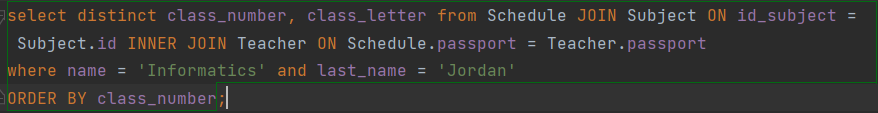 select distinct class_number, class_letter from Schedule JOIN Subject ON id_subject =
Subject.id INNER JOIN Teacher ON Schedule.passport = Teacher.passport
where name = 'Informatics' and last_name = 'Jordan'
ORDER BY class_number;